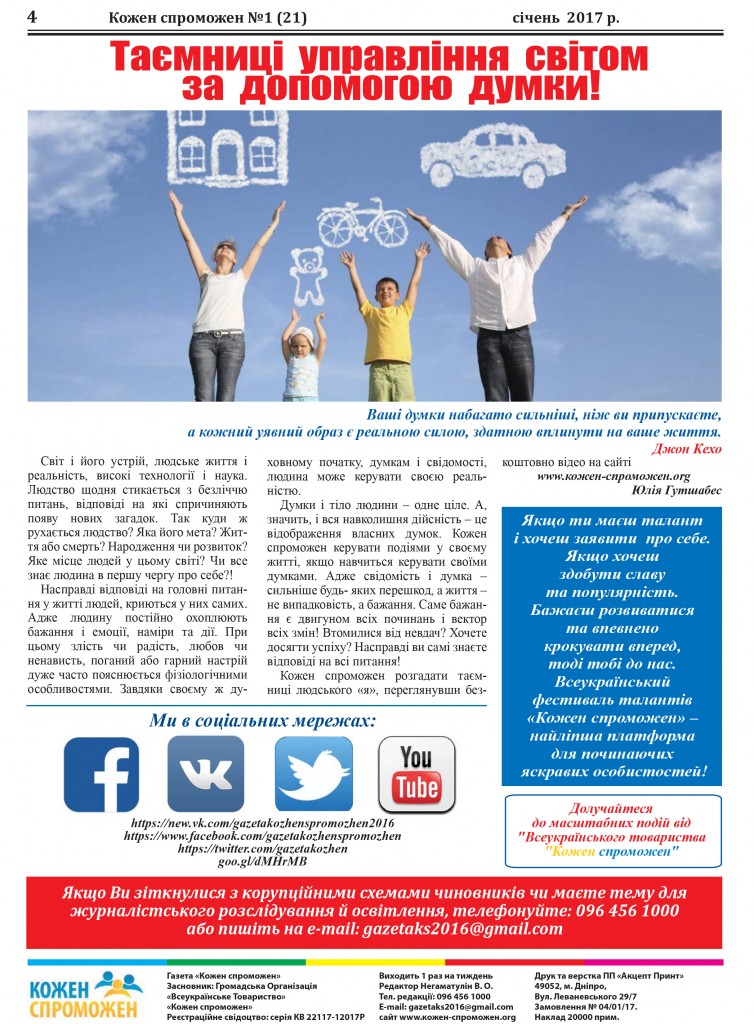 4
Кожен спроможен №1 (21)
січень 2017 р.
Таємниці управління світом
за допомогою думки!
Ваші думки набагато сильніші, ніж ви припускаєте,
а кожний уявний образ є реальною силою, здатною вплинути на ваше життя.
Джон Кехо
Світ і його устрій, людське життя і
реальність, високі технології і наука.
Людство щодня стикається з безліччю
питань, відповіді на які спричиняють
появу нових загадок. Так куди ж
рухається людство? Яка його мета? Жит-
тя або смерть? Народження чи розвиток?
Яке місце людей у цьому світі? Чи все
знає людина в першу чергу про себе?!
Насправді відповіді на головні питан-
ня у житті людей, криються у них самих.
Адже людину постійно охоплюють
бажання і емоції, наміри та дії. При
цьому злість чи радість, любов чи
ненависть, поганий або гарний настрій
дуже часто пояснюється фізіологічними
особливостями. Завдяки своєму ж ду-
ховному початку, думкам і свідомості,
людина може керувати своєю реаль-
ністю.
Думки і тіло людини – одне ціле. А,
значить, і вся навколишня дійсність – це
відображення власних думок. Кожен
спроможен керувати подіями у своєму
житті, якщо навчиться керувати своїми
думками. Адже свідомість і думка –
сильніше будь- яких перешкод, а життя –
не випадковість, а бажання. Саме бажан-
ня є двигуном всіх починань і вектор
всіх змін! Втомилися від невдач? Хочете
досягти успіху? Насправді ви самі знаєте
відповіді на всі питання!
Кожен спроможен розгадати таєм-
ниці людського «я», переглянувши без-
коштовно відео на сайті
www.кожен-спроможен.org
Юлія Гутшабес
Якщо ти маєш талант
і хочеш заявити про себе.
Якщо хочеш
здобути славу
та популярність.
Бажаєш розвиватися
та впевнено
крокувати вперед,
тоді тобі до нас.
Всеукраїнський
фестиваль талантів
«Кожен спроможен» –
найліпша платформа
для починаючих
яскравих особистостей!
Ми в соціальних мережах:
f
VK
You
Tube
https://new.vk.com/gazetakozhenspromozhen2016
https://www.facebook.com/gazetakozhenspromozhen
https://twitter.com/gazetakozhen
goo.gl/dMHrMB
Долучайтеся
до масштабних подій від
"Всеукраїнського товариства
"Кожен спроможен"
Якщо Ви зіткнулися з корупційними схемами чиновників чи маєте тему для
журналістського розслідування й освітлення, телефонуйте: 096 456 1000
або пишіть на e-mail: gazetaks2016@gmail.com
КОЖЕН
СПРОМОЖЕН
Газета «Кожен спроможен»
Засновник: Громадська Організація
«Всеукраїнське Товариство»
«Кожен спроможен»
Реєстраційне свідоцтво: серія КВ 22117-12017Р
Виходить 1 раз на тиждень
Редактор Негаматулін В. О.
Тел. редакції: 096 456 1000
E-mail: gazetaks2016@gmail.com
сайт www.кожен-спроможен.org
Друк та верстка ПП «Акцепт Принт»
49052, м. Дніпро,
Вул. Леваневського 29/7
Замовлення № 04/01/17.
Наклад 20000 прим.